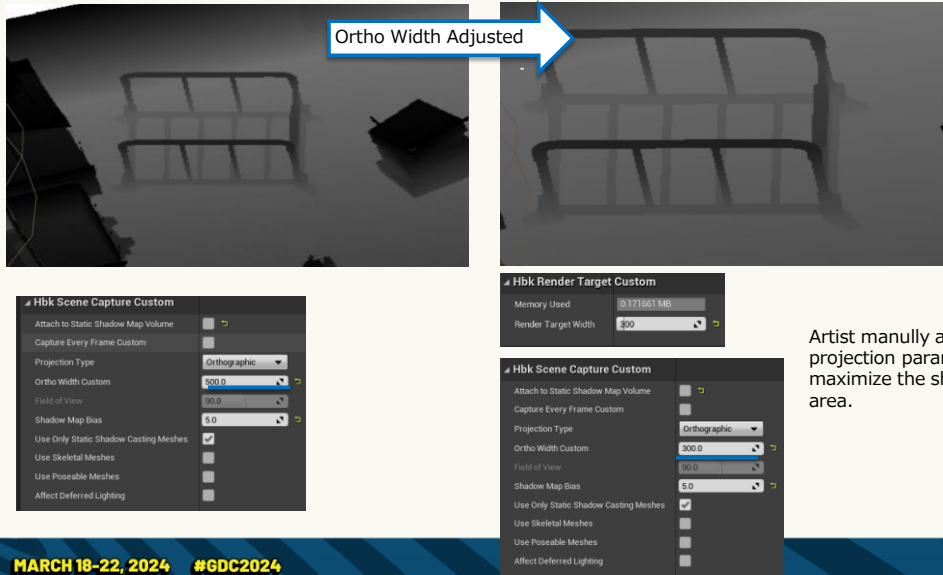 Ortho Width Adjusted
Hbk Scene Capture Custom
Attach to Static Shadow Map Volume
Capture Every Frame Custom
Projection Type Orthographic
Ortho Width Custom 500.0
Field of View 90.0
Shadow Map Bias 5.0
Use Only Static Shadow Casting Meshes
Use Skeletal Meshes
Use Poseable Meshes
Affect Deferred Lighting
Hbk Render Target Custom
Memory Used 0.171661 MB
Render Target Width 300
Hbk Scene Capture Custom
Attach to Static Shadow Map Volume
Capture Every Frame Custom
Projection Type Orthographic
Ortho Width Custom 300.0
Field of View 90.0
Shadow Map Bias 5.0
Use Only Static Shadow Casting Meshes
Use Skeletal Meshes
Use Poseable Meshes
Affect Deferred Lighting
Artist manully
projection
maximize the
area.
MARCH 18-22, 2024 #GDC2024